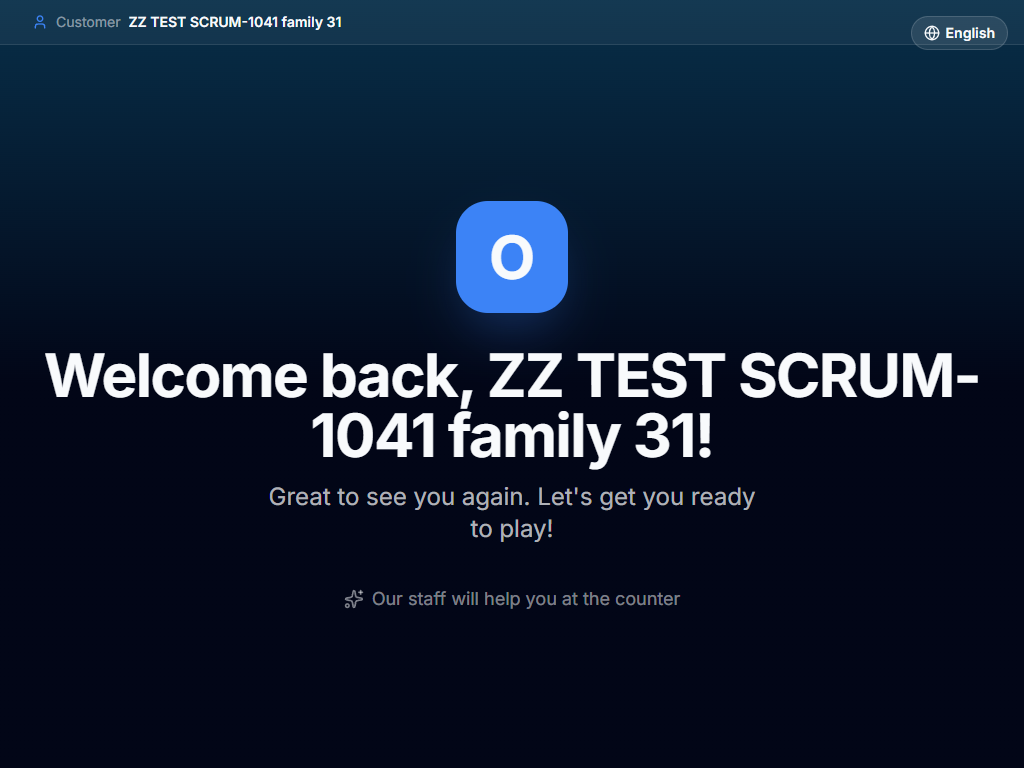 Customer ZZ TEST SCRUM-1041 family 31
English
O
Welcome back, ZZ TEST SCRUM-
1041 family 31!
Great to see you again. Let's get you ready
to play!
Our staff will help you at the counter